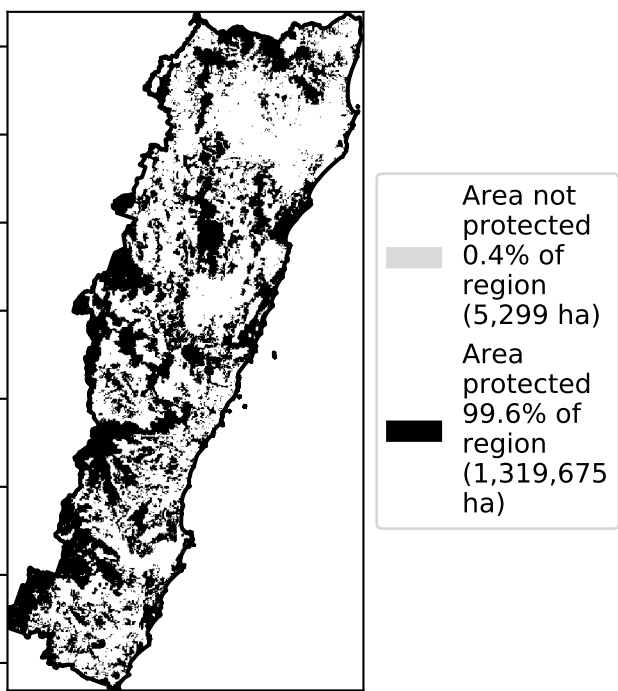 Area not
protected
0.4% of
region
(5,299 ha)
Area
protected
99.6% of
region
(1,319,675
ha)